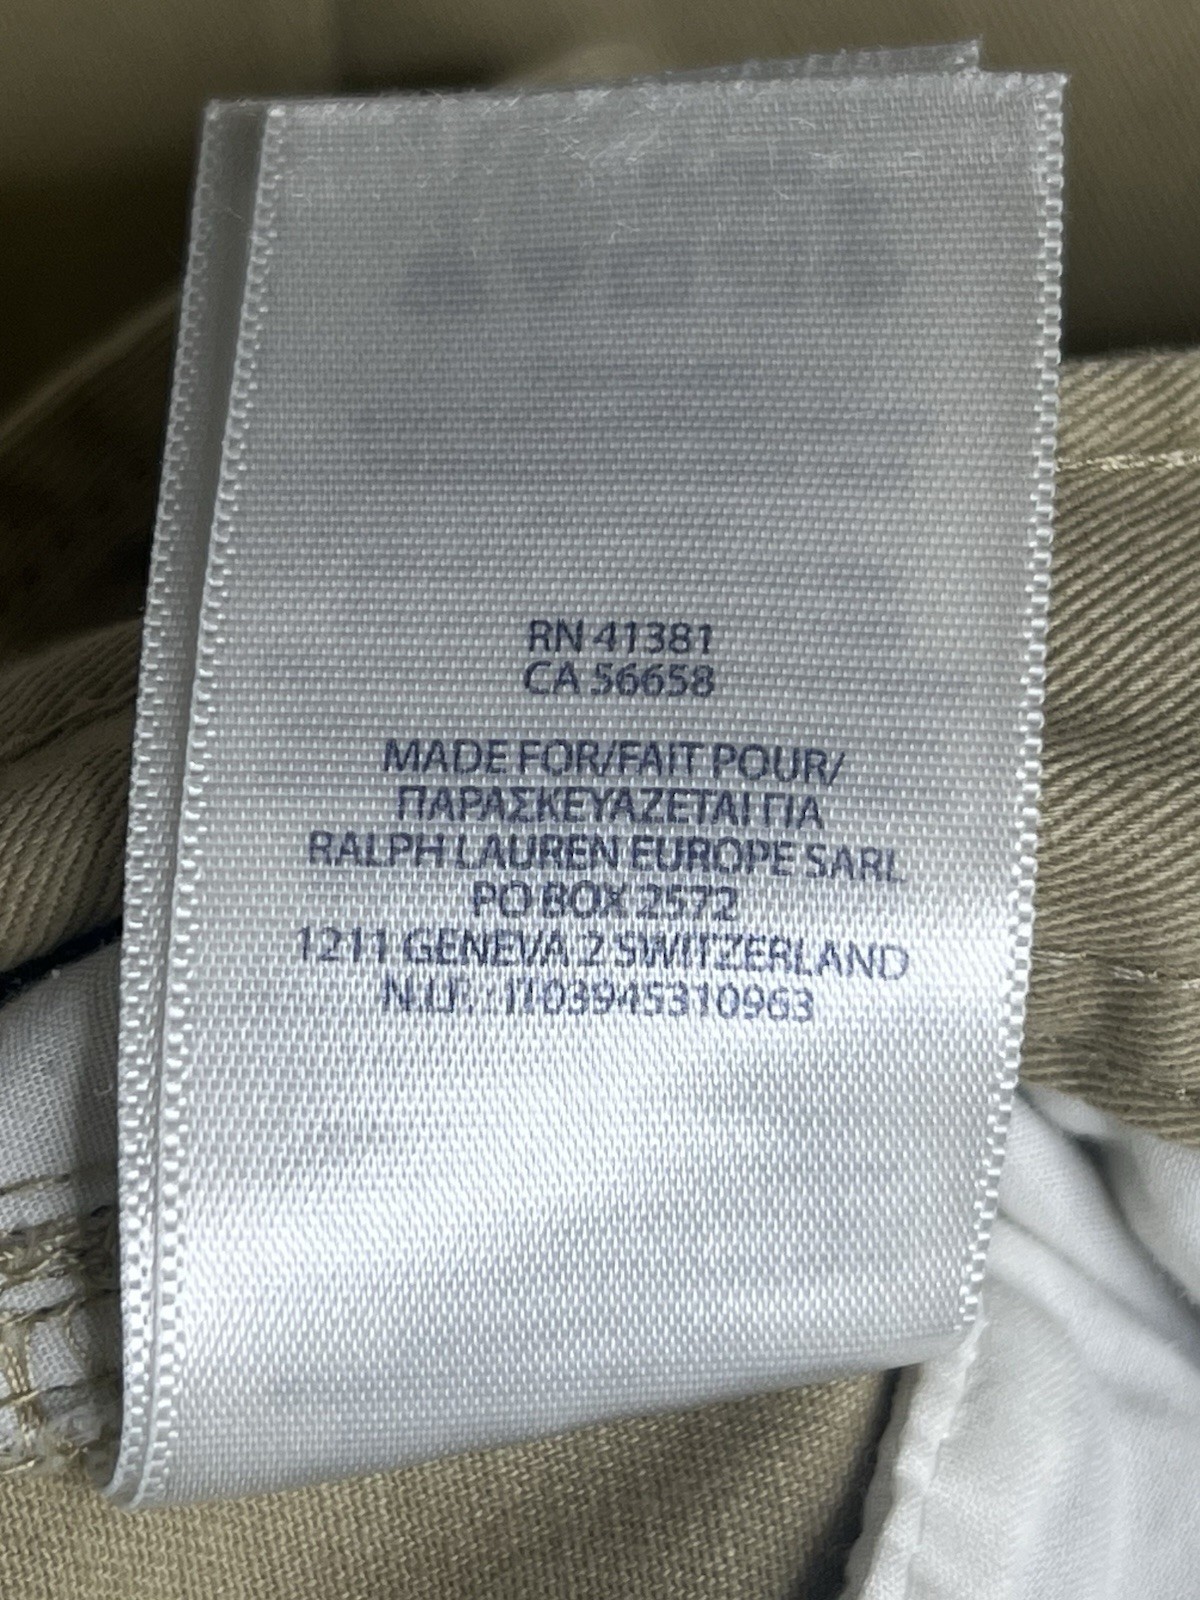 RN 41381
CA 56658
MADE FOR/FAIT POUR/
ΠΑΡΑΣΚΕΥΑΖΕΤΑΙ ΓΙΑ
RALPH LAUREN EUROPE SARL
PO BOX 2572
1211 GENEVA 2 SWITZERLAND
N.I.F. : IT03945310963